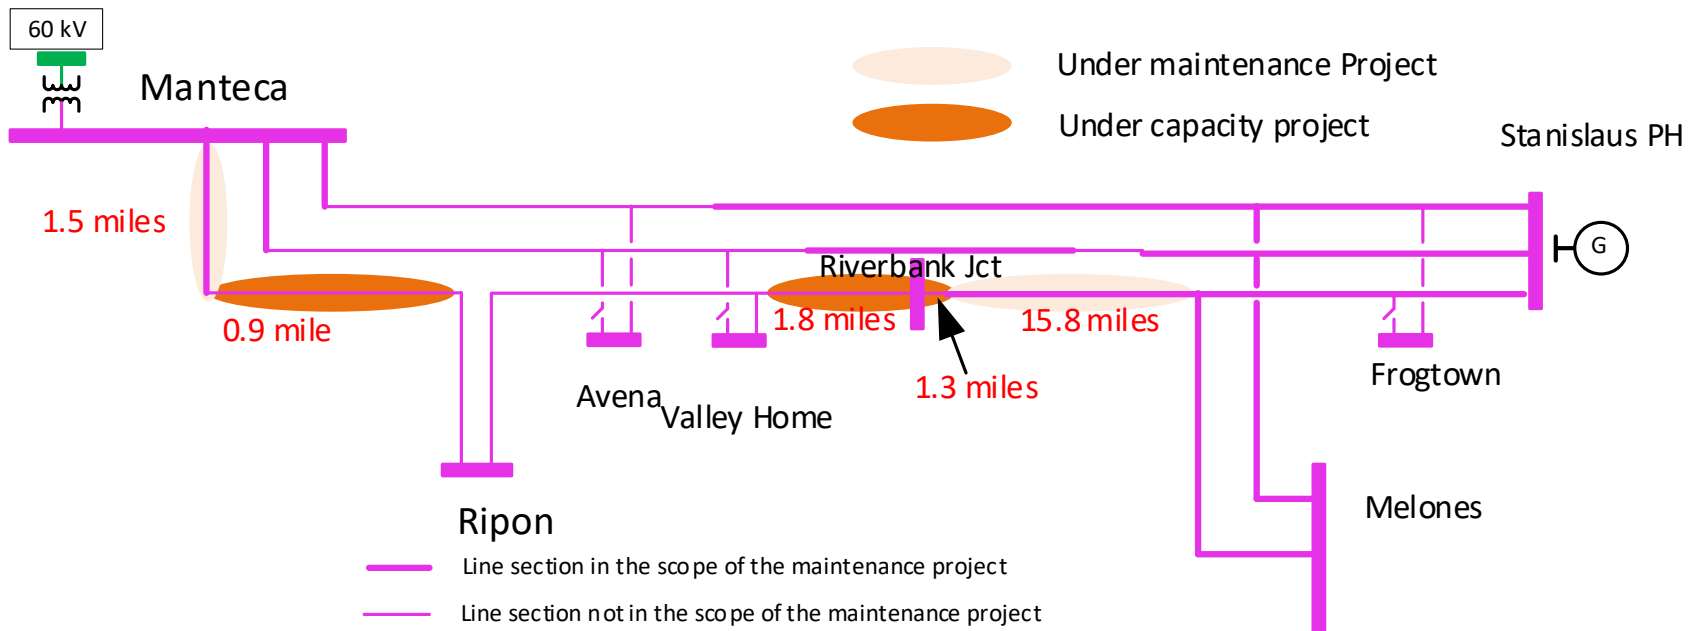 60 kV
Manteca
Under maintenance Project
Under capacity project
Stanislaus PH
1.5 miles
G
Riverbank Jct
0.9 mile
1.8 miles
15.8 miles
1.3 miles
Avena
Valley Home
Frogtown
Ripon
Melones
Line section in the scope of the maintenance project
Line section not in the scope of the maintenance project